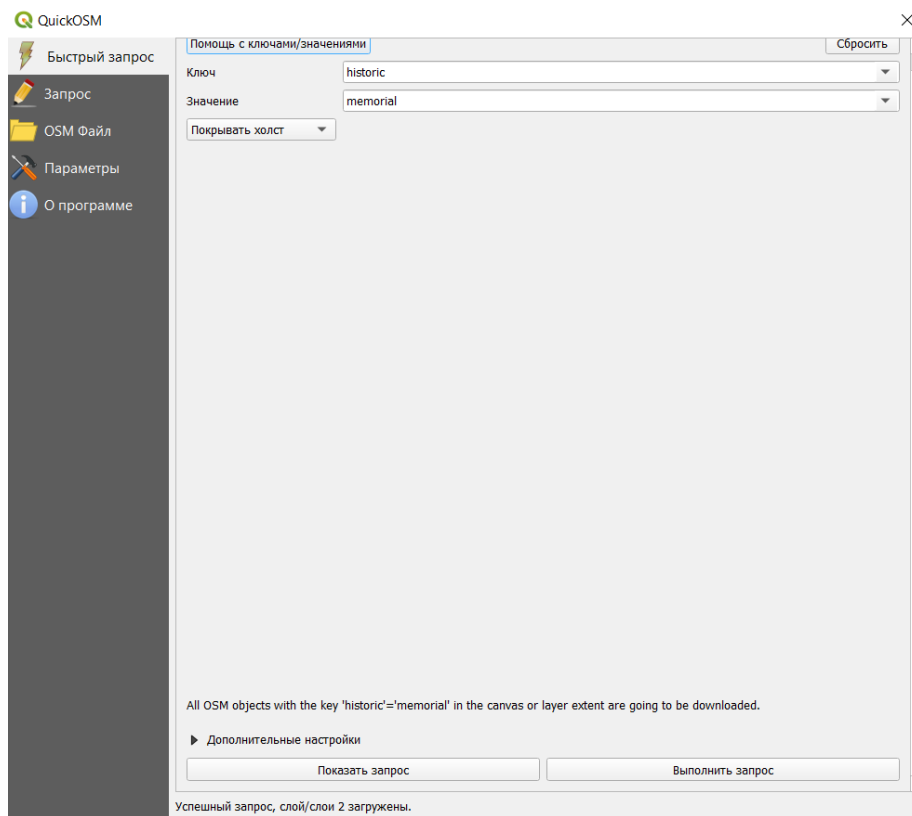 QuickOSM
Быстрый запрос
Запрос
OSM Файл
Параметры
О программе
Помощь с ключами/значениями
Сбросить
Ключ
historic
Значение
memorial
Покрывать холст
All OSM objects with the key 'historic'='memorial' in the canvas or layer extent are going to be downloaded.
Дополнительные настройки
Показать запрос
Выполнить запрос
Успешный запрос, слой/слои 2 загружены.